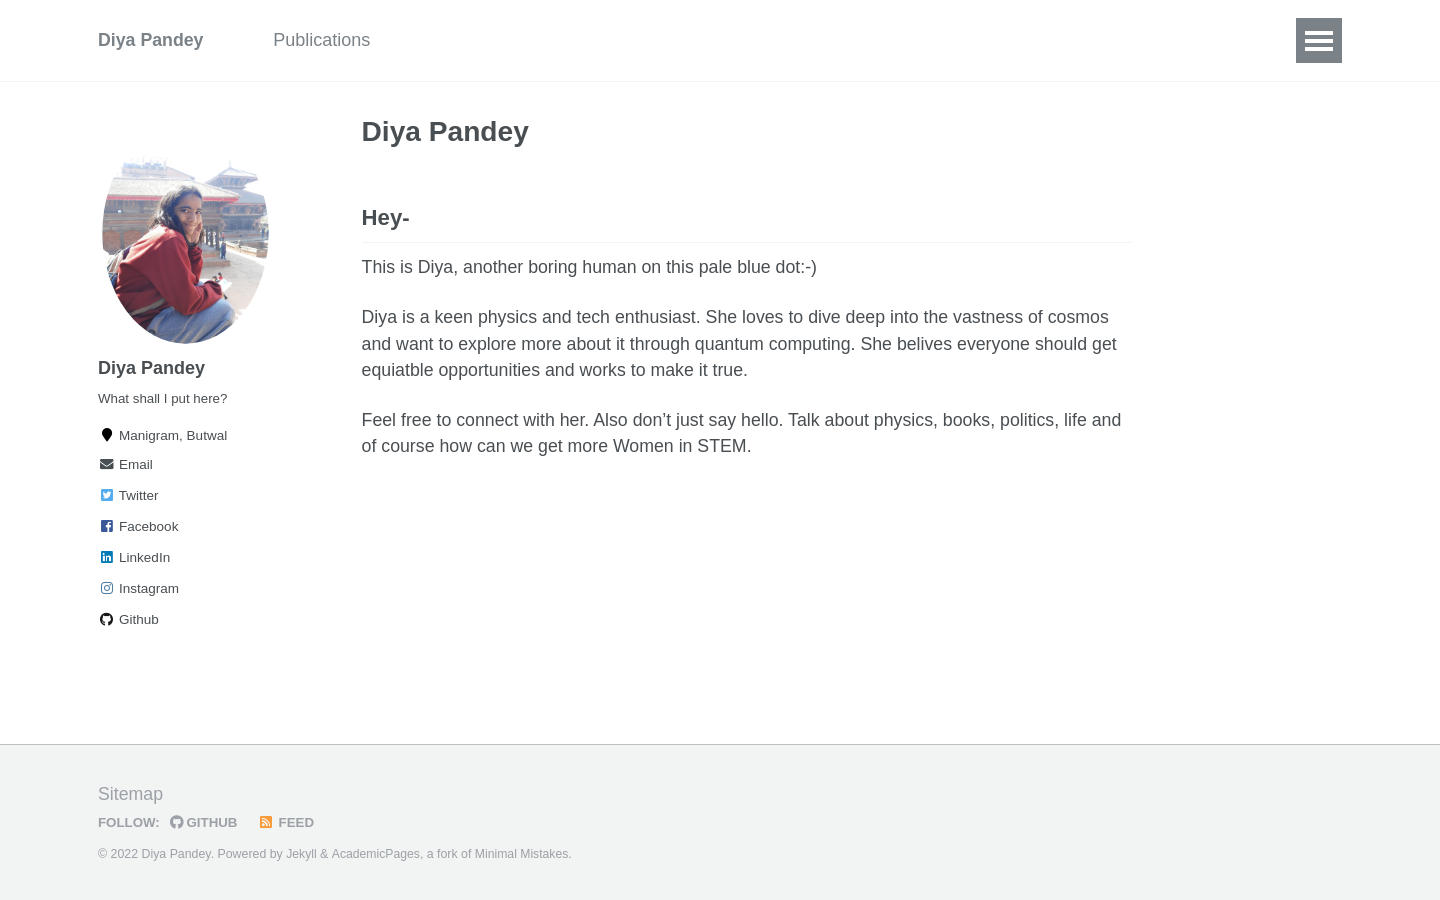 Diya Pandey
Publications
Diya Pandey
Hey-
This is Diya, another boring human on this pale blue dot:-)
Diya is a keen physics and tech enthusiast. She loves to dive deep into the vastness of cosmos
and want to explore more about it through quantum computing. She belives everyone should get
equiatble opportunities and works to make it true.
Feel free to connect with her. Also don’t just say hello. Talk about physics, books, politics, life and
of course how can we get more Women in STEM.
Diya Pandey
What shall I put here?
Manigram, Butwal
Email
Twitter
Facebook
LinkedIn
Instagram
Github
Sitemap
FOLLOW: GITHUB FEED
© 2022 Diya Pandey. Powered by Jekyll & AcademicPages, a fork of Minimal Mistakes.